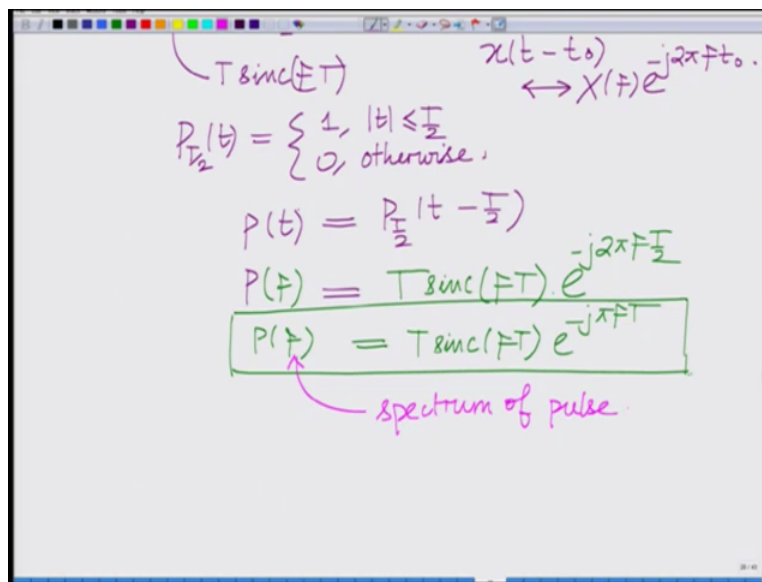 T sinc(FT)
x(t − t₀)
↔ X(F) e^{-j2πFt₀}.
P_{T/2}(t) = { 1, |t| ⩽ T/2
0, otherwise.
P(t) = P_{T/2}(t − T/2)
P(F) = T sinc(FT). e^{-j2πF T/2}
P(F) = T sinc(FT) e^{-jπFT}
spectrum of pulse.